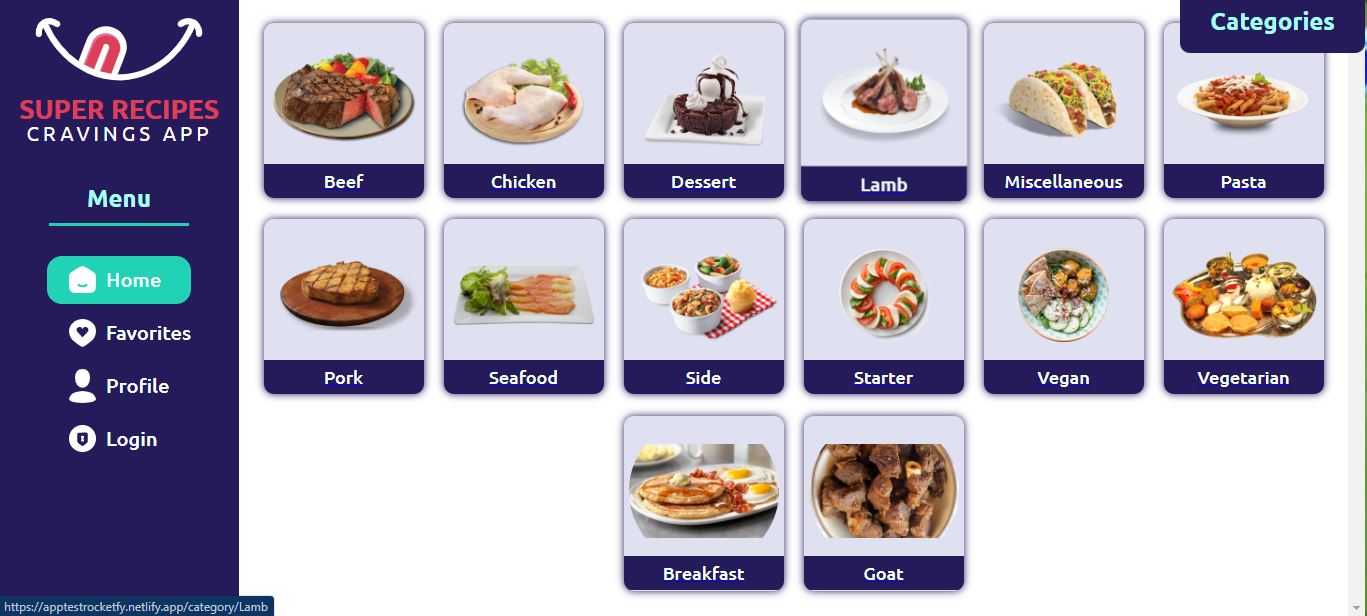 SUPER RECIPES
CRAVINGS APP
Menu
Home
Favorites
Profile
Login
Categories
Beef
Chicken
Dessert
Lamb
Miscellaneous
Pasta
Pork
Seafood
Side
Starter
Vegan
Vegetarian
Breakfast
Goat
https://apptestrocketfy.netlify.app/category/Lamb